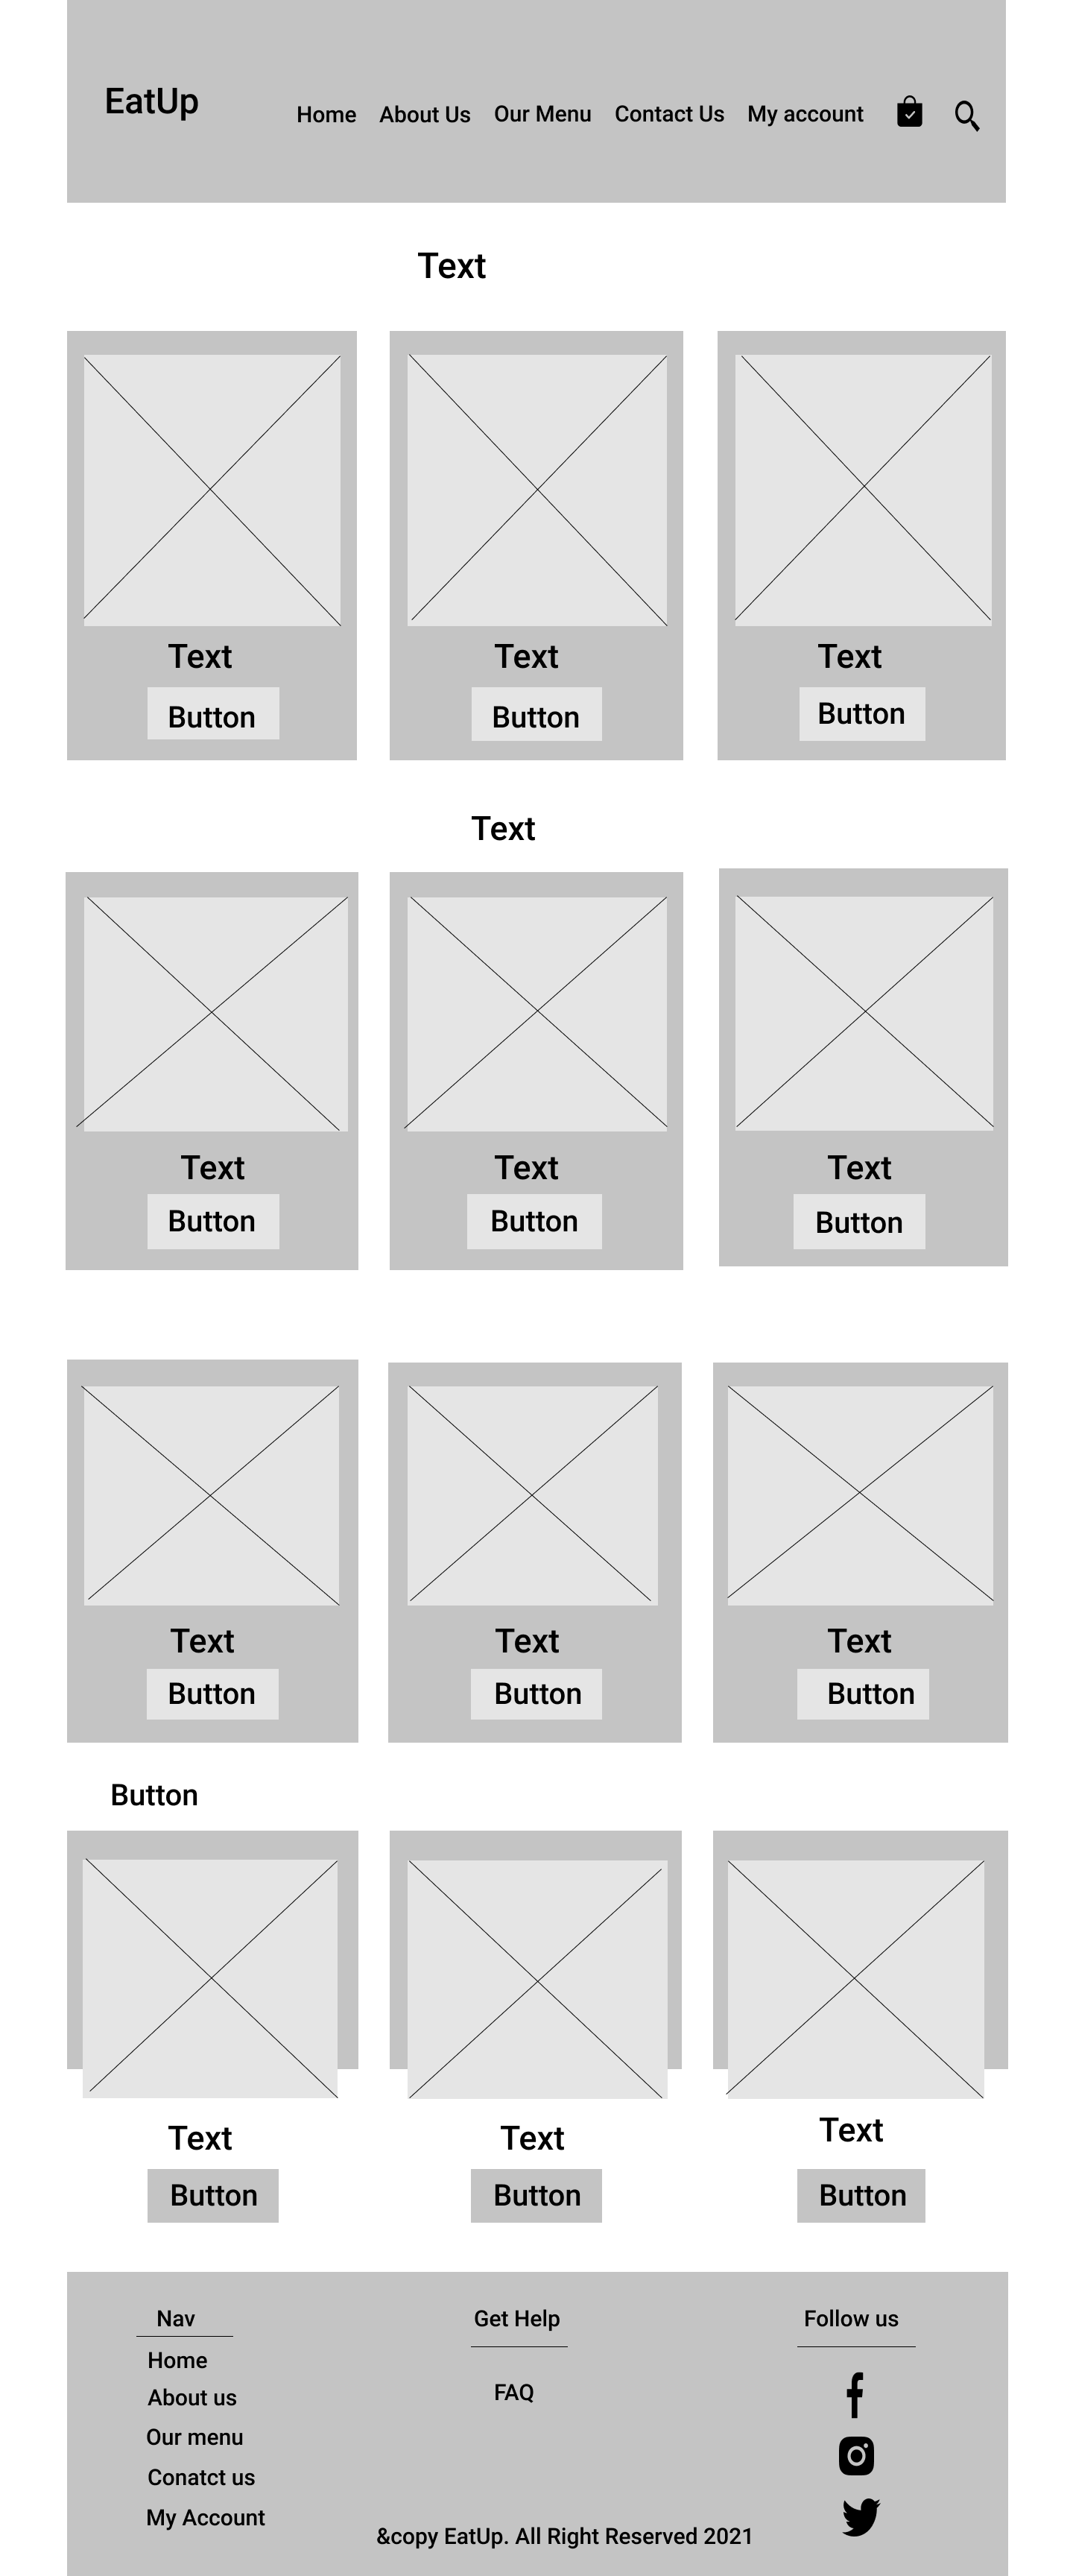 EatUp
Home About Us Our Menu Contact Us My account
Text
Text Text Text
Button Button Button
Text
Text Text Text
Button Button Button
Text Text Text
Button Button Button
Button
Text Text Text
Button Button Button
Nav
Home
About us
Our menu
Conatct us
My Account
Get Help
FAQ
Follow us
&copy EatUp. All Right Reserved 2021